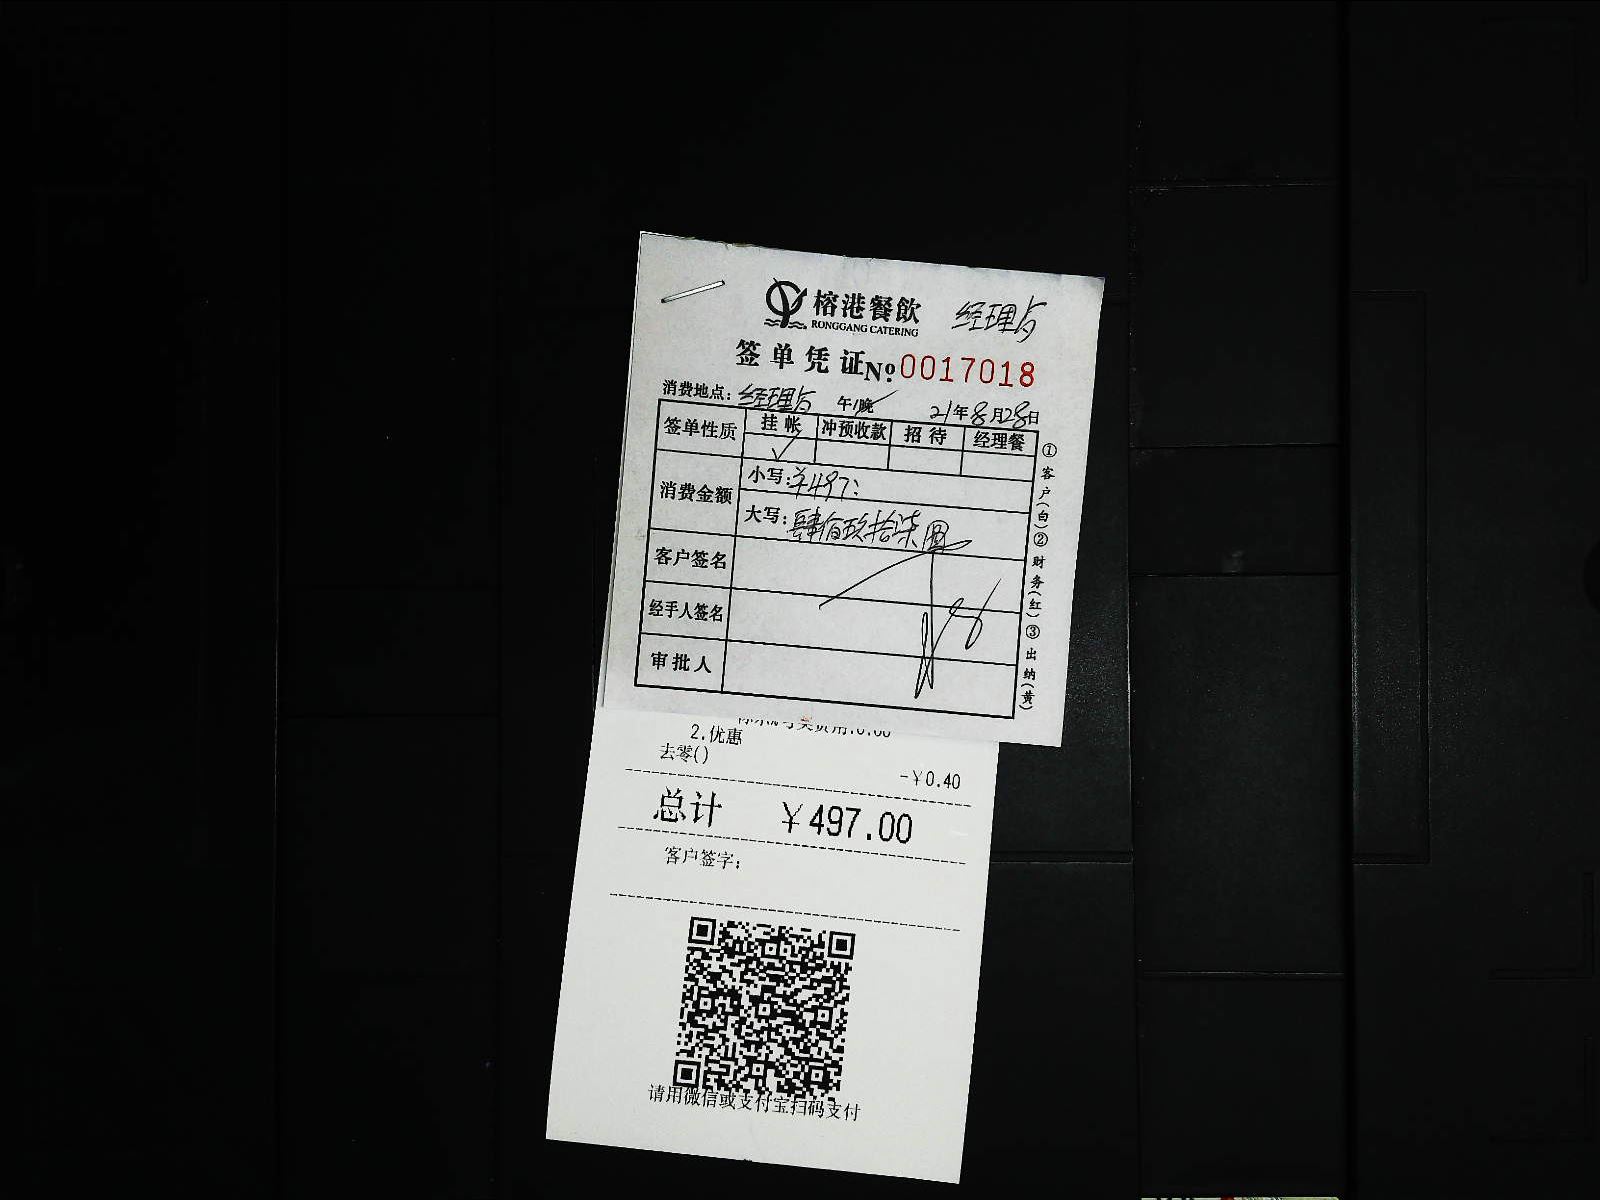 榕港餐飲 经理与
RONGGANG CATERING
签单凭证 №0017018
消费地点：经理与 午/晚 21年8月28日
签单性质 挂帐 冲预收款 招待 经理餐
✓
消费金额 小写：¥497：
大写：肆佰玖拾柒圆
客户签名
经手人签名
审批人
①客户（白）②财务（红）③出纳（黄）
2.优惠
去零()
-￥0.40
总计 ￥497.00
客户签字：
请用微信或支付宝扫码支付